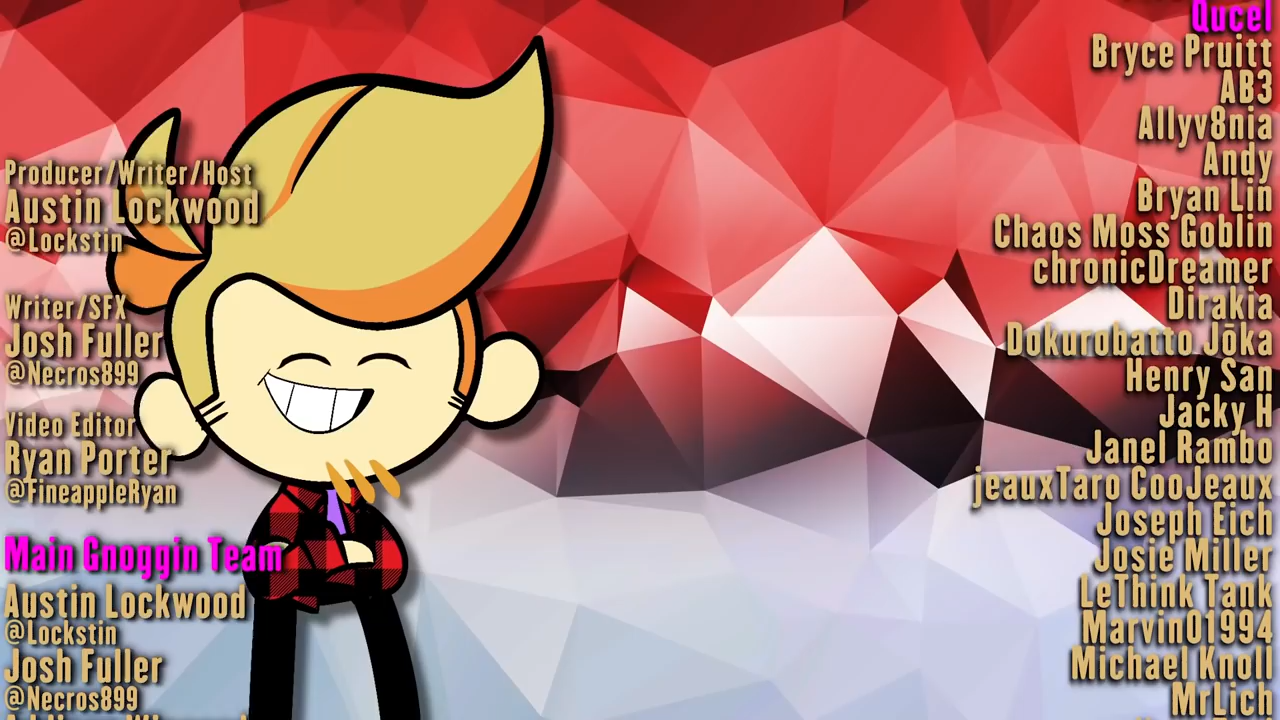 Producer/Writer/Host
Austin Lockwood
@Lockstin
Writer/SFX
Josh Fuller
@Necros899
Video Editor
Ryan Porter
@FineappleRyan
Main Gnoggin Team
Austin Lockwood
@Lockstin
Josh Fuller
@Necros899
Qucel
Bryce Pruitt
AB3
Allyv8nia
Andy
Bryan Lin
Chaos Moss Goblin
chronicDreamer
Dirakia
Dokurobatto Jōka
Henry San
Jacky H
Janel Rambo
jeauxTaro CooJeaux
Joseph Eich
Josie Miller
LeThink Tank
Marvin01994
Michael Knoll
MrLich